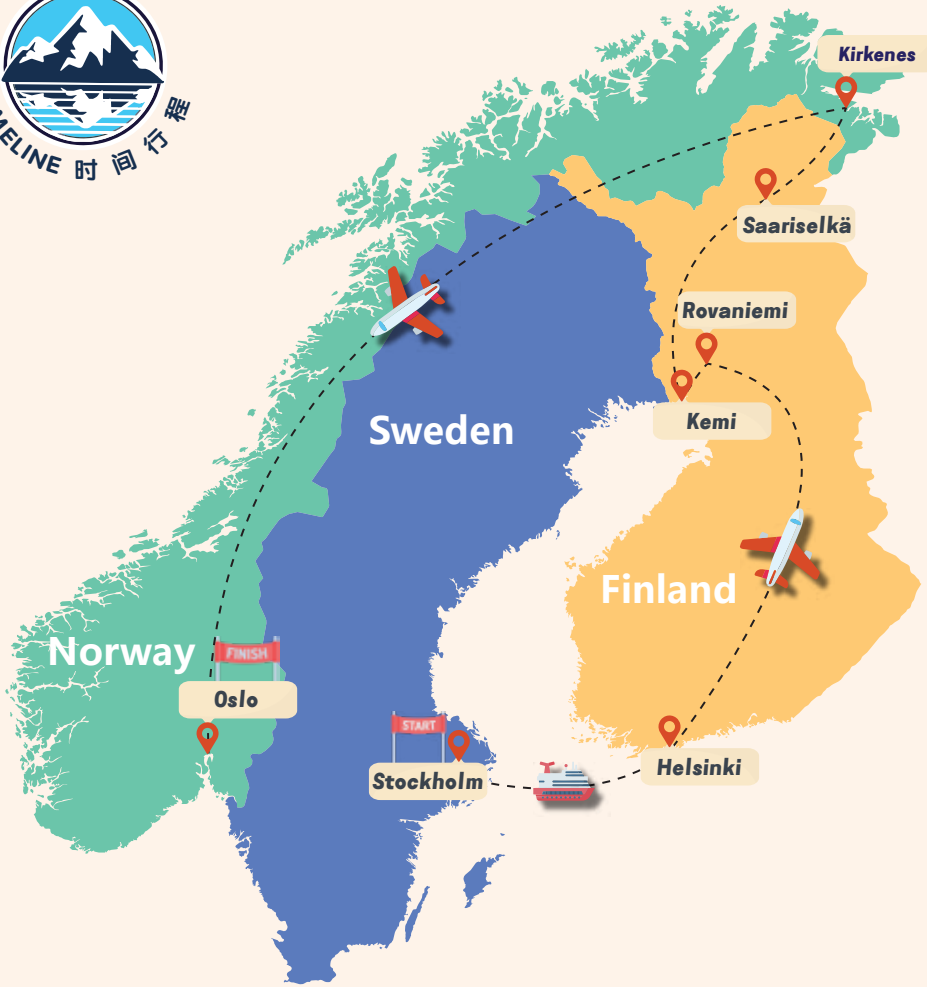 MELINE 时间行程
Kirkenes
Saariselkä
Rovaniemi
Kemi
Sweden
Finland
Norway
FINISH
Oslo
START
Stockholm
Helsinki